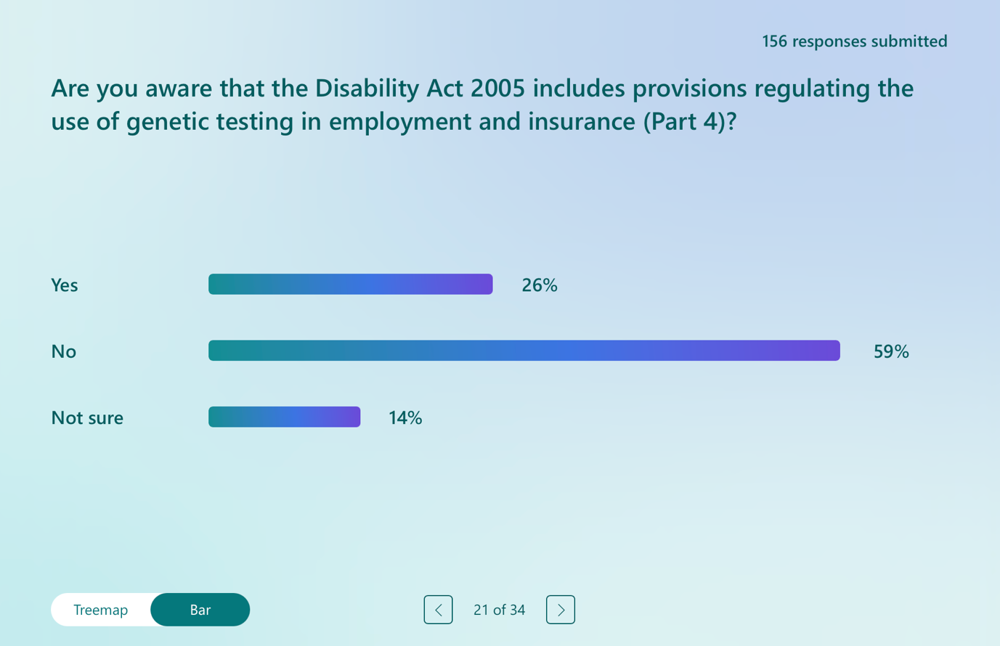 156 responses submitted
Are you aware that the Disability Act 2005 includes provisions regulating the
use of genetic testing in employment and insurance (Part 4)?
Yes 26%
No 59%
Not sure 14%
Treemap Bar 21 of 34